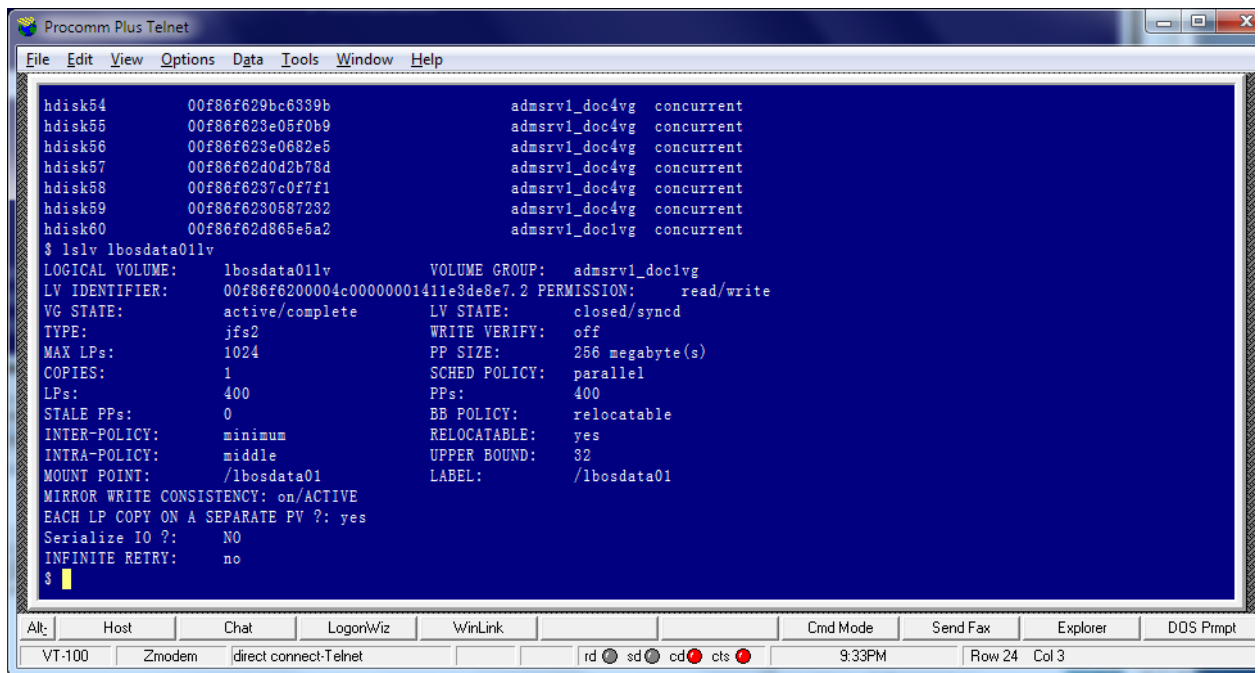 Procomm Plus Telnet
File Edit View Options Data Tools Window Help
hdisk54 00f86f629bc6339b admsrv1_doc4vg concurrent
hdisk55 00f86f623e05f0b9 admsrv1_doc4vg concurrent
hdisk56 00f86f623e0682e5 admsrv1_doc4vg concurrent
hdisk57 00f86f62d0d2b78d admsrv1_doc4vg concurrent
hdisk58 00f86f6237c0f7f1 admsrv1_doc4vg concurrent
hdisk59 00f86f6230587232 admsrv1_doc4vg concurrent
hdisk60 00f86f62d865e5a2 admsrv1_doc1vg concurrent
$ lslv lbosdata01lv
LOGICAL VOLUME: lbosdata01lv VOLUME GROUP: admsrv1_doc1vg
LV IDENTIFIER: 00f86f6200004c00000001411e3de8e7.2 PERMISSION: read/write
VG STATE: active/complete LV STATE: closed/syncd
TYPE: jfs2 WRITE VERIFY: off
MAX LPs: 1024 PP SIZE: 256 megabyte(s)
COPIES: 1 SCHED POLICY: parallel
LPs: 400 PPs: 400
STALE PPs: 0 BB POLICY: relocatable
INTER-POLICY: minimum RELOCATABLE: yes
INTRA-POLICY: middle UPPER BOUND: 32
MOUNT POINT: /lbosdata01 LABEL: /lbosdata01
MIRROR WRITE CONSISTENCY: on/ACTIVE
EACH LP COPY ON A SEPARATE PV ?: yes
Serialize IO ?: NO
INFINITE RETRY: no
$
Alt- Host Chat LogonWiz WinLink Cmd Mode Send Fax Explorer DOS Prmpt
VT-100 Zmodem direct connect-Telnet rd sd cd cts 9:33PM Row 24 Col 3